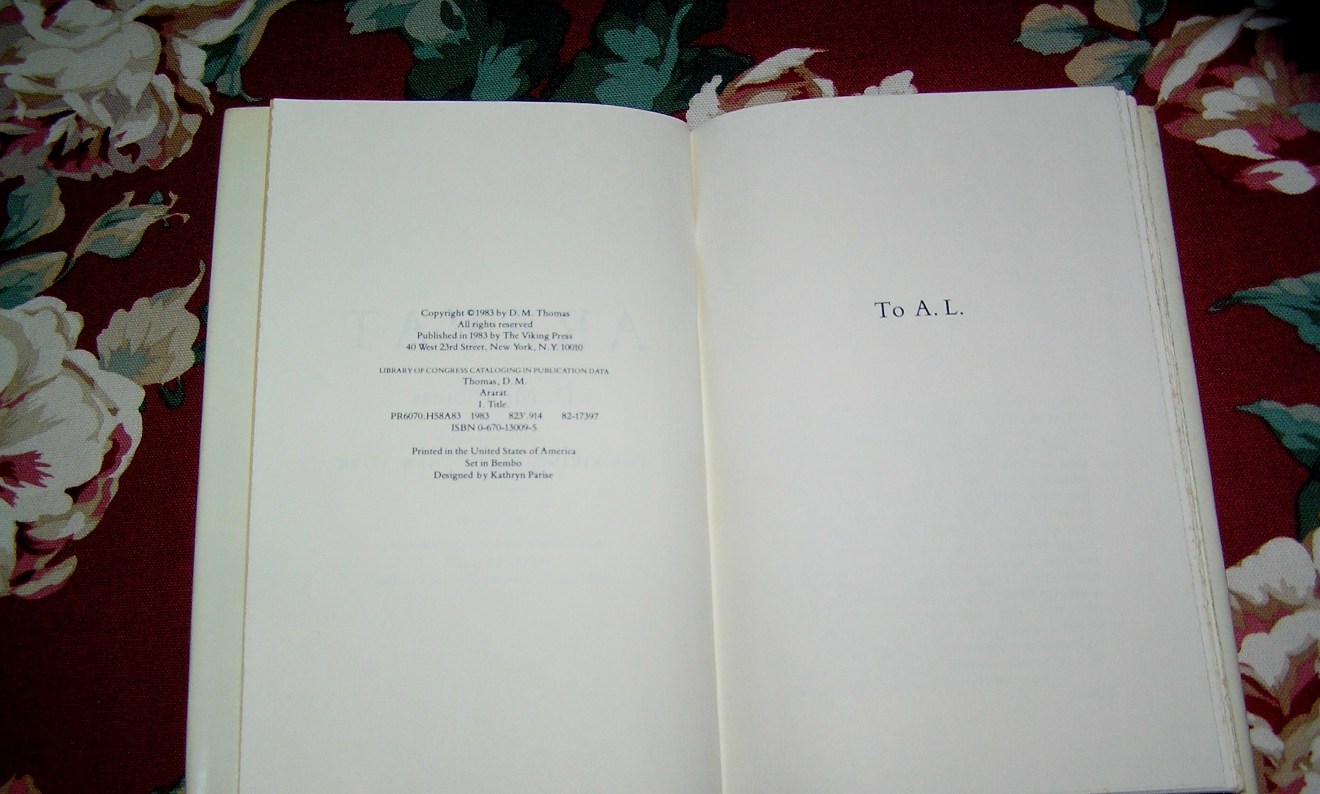 Copyright © 1983 by D. M. Thomas
All rights reserved
Published in 1983 by The Viking Press
40 West 23rd Street, New York, N.Y. 10010
LIBRARY OF CONGRESS CATALOGING IN PUBLICATION DATA
Thomas, D. M.
Ararat.
I. Title.
PR6070.H58A83 1983 823'.914 82-17397
ISBN 0-670-13009-5
Printed in the United States of America
Set in Bembo
Designed by Kathryn Parise
To A. L.